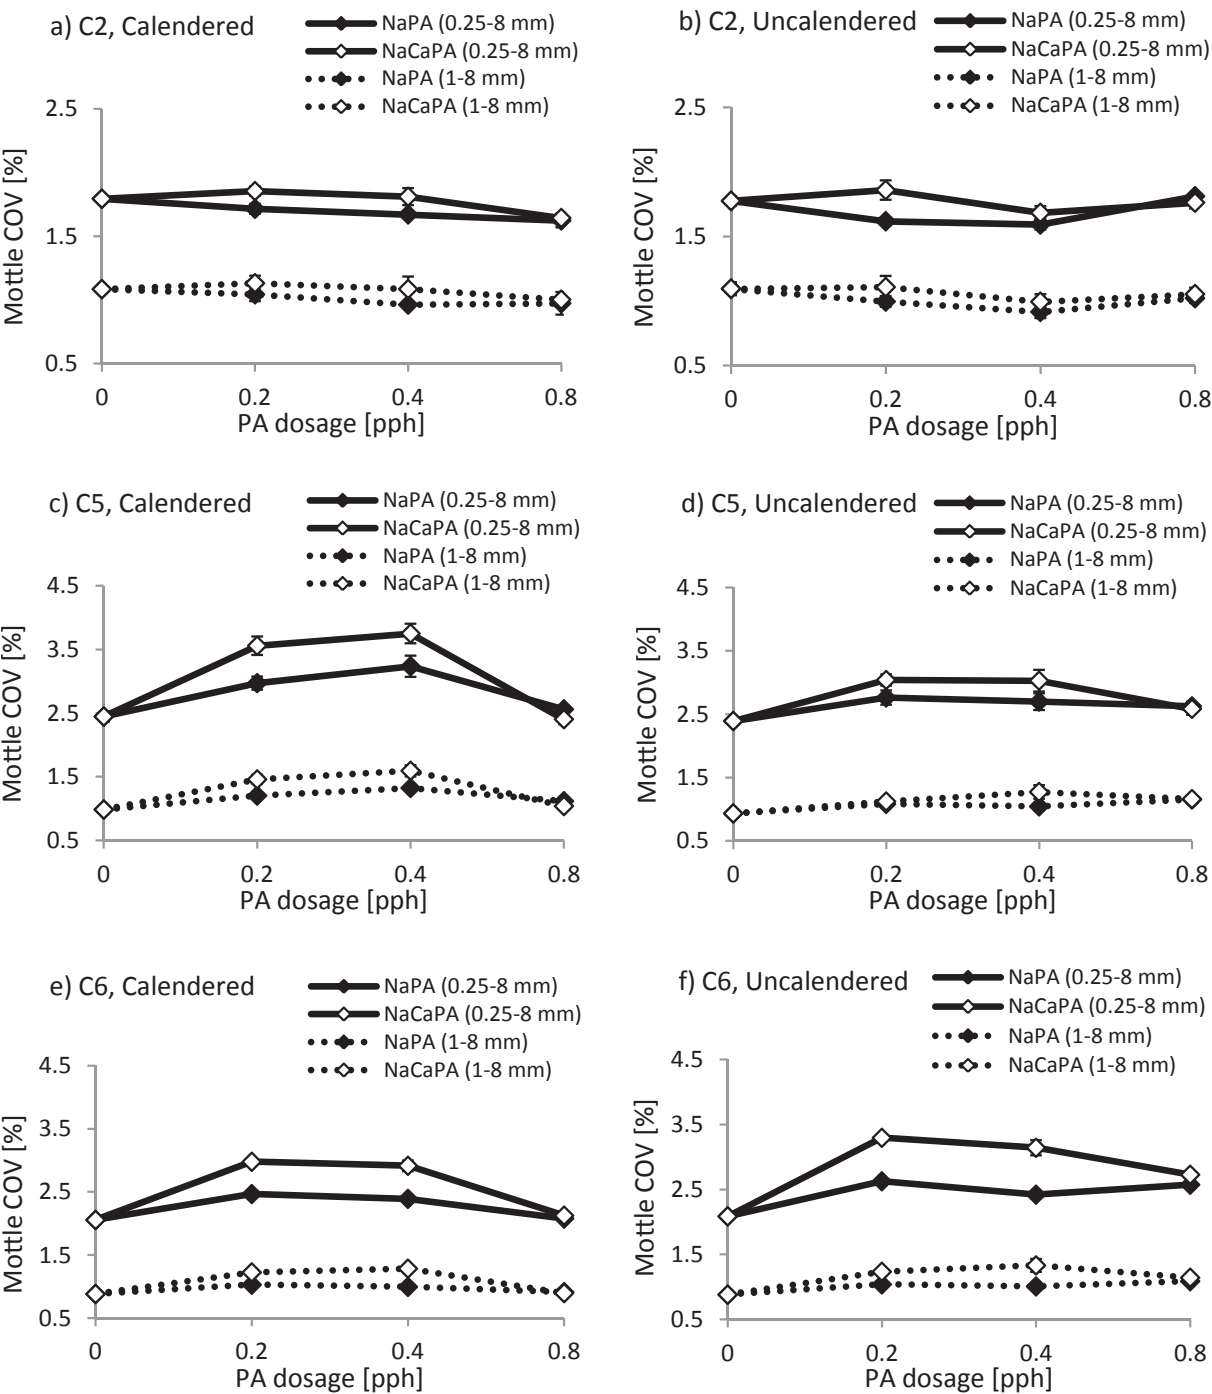 a) C2, Calendered
NaPA (0.25-8 mm)
NaCaPA (0.25-8 mm)
NaPA (1-8 mm)
NaCaPA (1-8 mm)
Mottle COV [%]
2.5
1.5
0.5
0 0.2 0.4 0.8
PA dosage [pph]
b) C2, Uncalendered
NaPA (0.25-8 mm)
NaCaPA (0.25-8 mm)
NaPA (1-8 mm)
NaCaPA (1-8 mm)
Mottle COV [%]
2.5
1.5
0.5
0 0.2 0.4 0.8
PA dosage [pph]
c) C5, Calendered
NaPA (0.25-8 mm)
NaCaPA (0.25-8 mm)
NaPA (1-8 mm)
NaCaPA (1-8 mm)
Mottle COV [%]
4.5
3.5
2.5
1.5
0.5
0 0.2 0.4 0.8
PA dosage [pph]
d) C5, Uncalendered
NaPA (0.25-8 mm)
NaCaPA (0.25-8 mm)
NaPA (1-8 mm)
NaCaPA (1-8 mm)
Mottle COV [%]
4.5
3.5
2.5
1.5
0.5
0 0.2 0.4 0.8
PA dosage [pph]
e) C6, Calendered
NaPA (0.25-8 mm)
NaCaPA (0.25-8 mm)
NaPA (1-8 mm)
NaCaPA (1-8 mm)
Mottle COV [%]
4.5
3.5
2.5
1.5
0.5
0 0.2 0.4 0.8
PA dosage [pph]
f) C6, Uncalendered
NaPA (0.25-8 mm)
NaCaPA (0.25-8 mm)
NaPA (1-8 mm)
NaCaPA (1-8 mm)
Mottle COV [%]
4.5
3.5
2.5
1.5
0.5
0 0.2 0.4 0.8
PA dosage [pph]